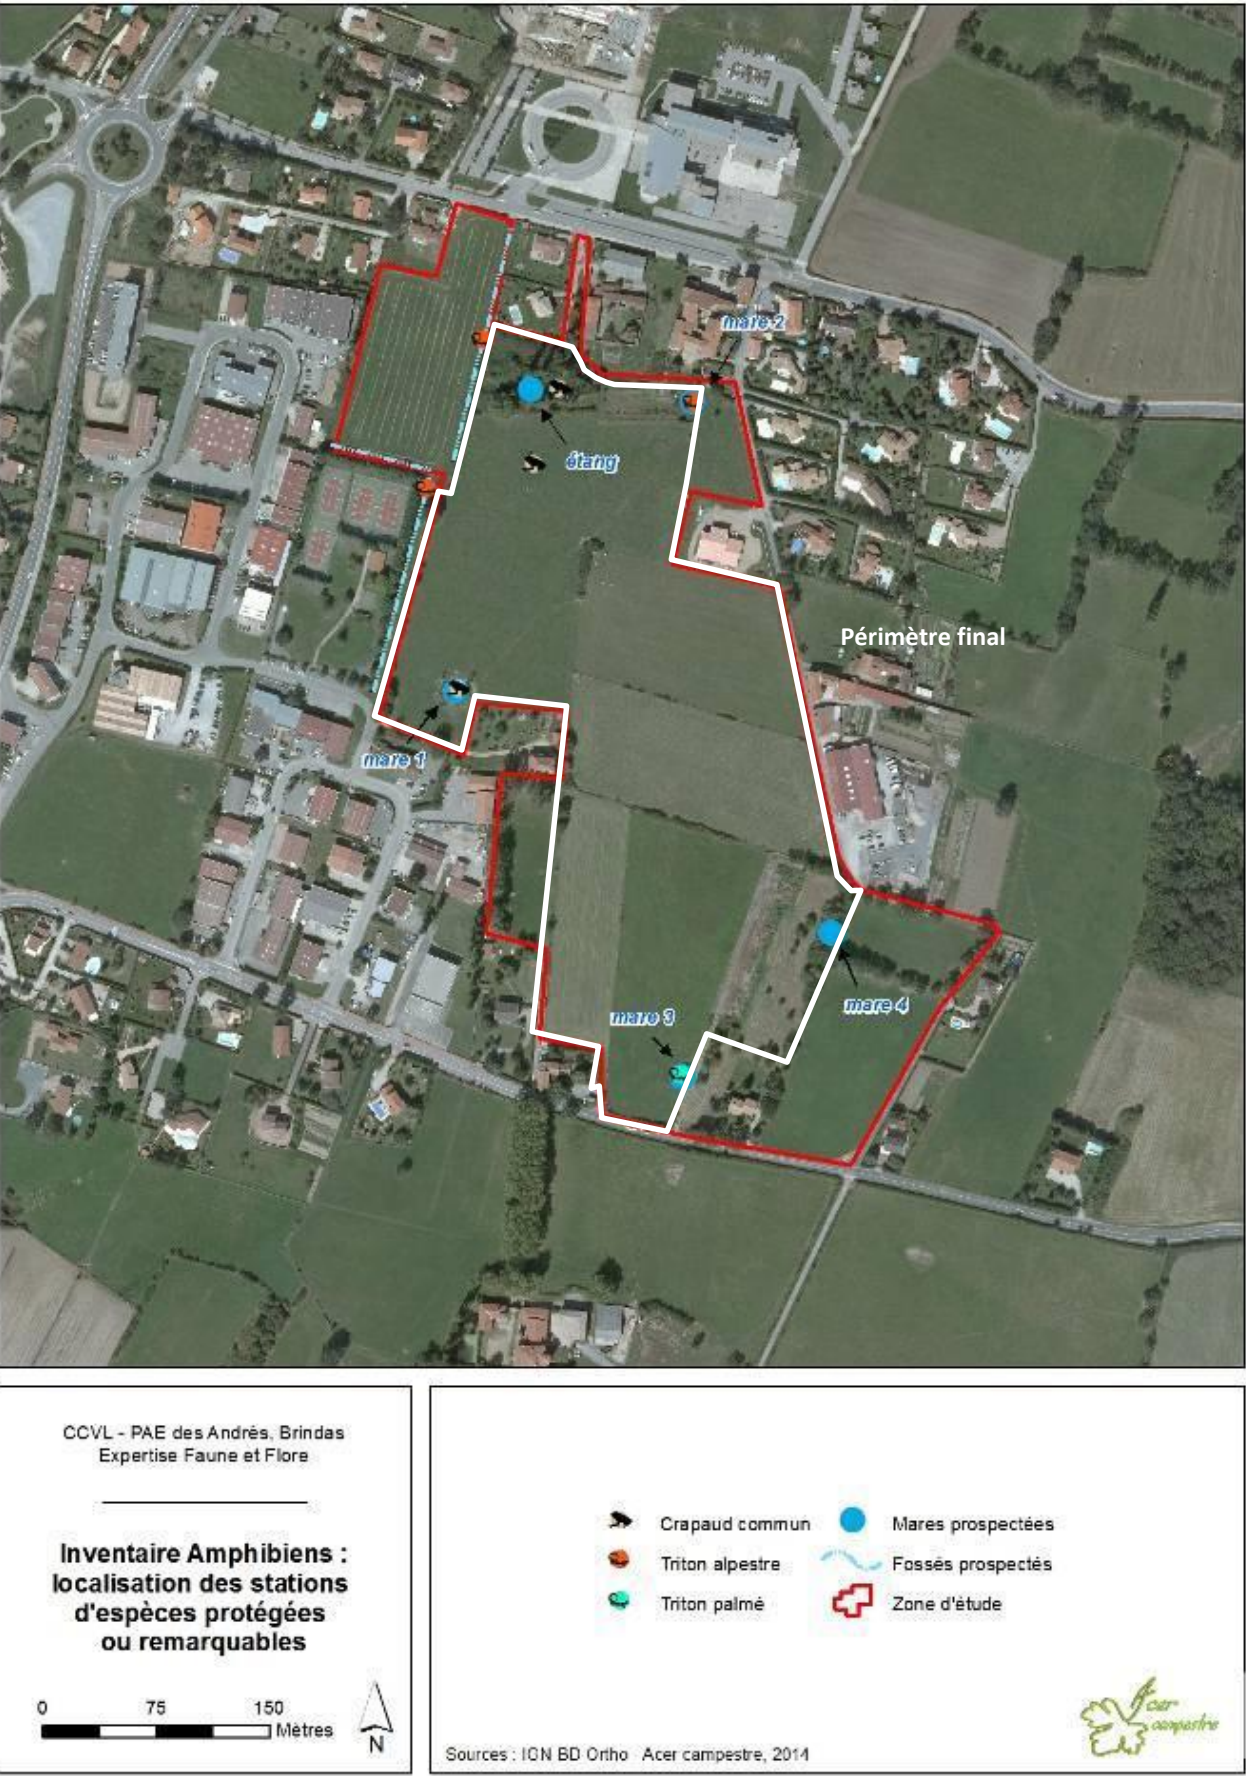 mare 2
étang
Périmètre final
mare 1
mare 4
mare 3
CCVL - PAE des Andrés, Brindas
Expertise Faune et Flore
Inventaire Amphibiens :
localisation des stations
d'espèces protégées
ou remarquables
0 75 150
Mètres
N
Crapaud commun
Triton alpestre
Triton palmé
Mares prospectées
Fossés prospectés
Zone d'étude
Sources : IGN BD Ortho Acer campestre, 2014
acer
campestre